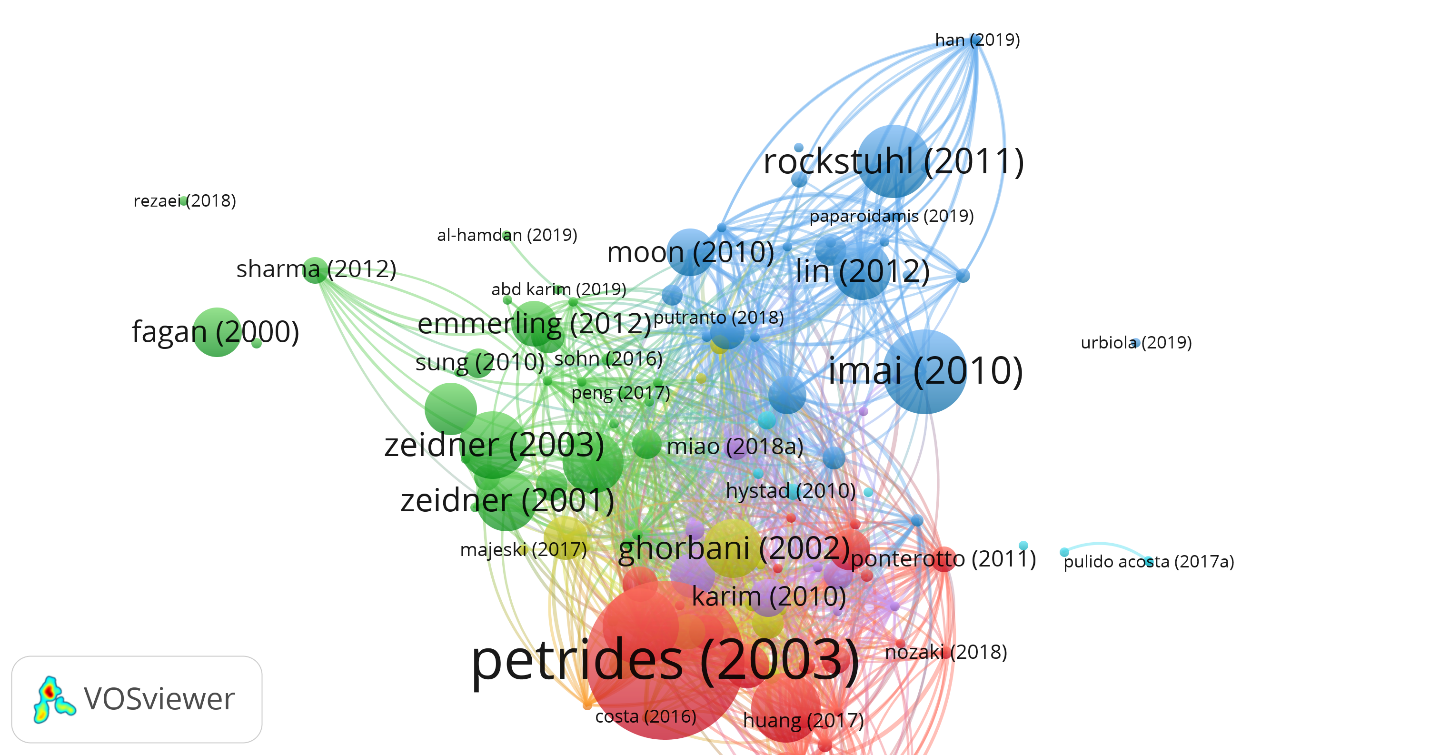 han (2019)
rockstuhl (2011)
rezaei (2018)
paparoidamis (2019)
al-hamdan (2019)
moon (2010)
sharma (2012)
lin (2012)
abd karim (2019)
putranto (2018)
emmerling (2012)
fagan (2000)
urbiola (2019)
sung (2010)
sohn (2016)
imai (2010)
peng (2017)
zeidner (2003)
miao (2018a)
hystad (2010)
zeidner (2001)
majeski (2017)
ghorbani (2002)
ponterotto (2011)
pulido acosta (2017a)
karim (2010)
nozaki (2018)
petrides (2003)
VOSviewer
costa (2016)
huang (2017)